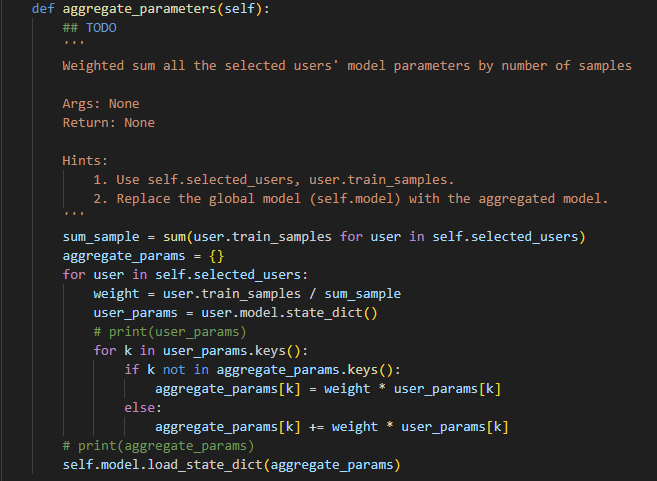 def aggregate_parameters(self):
    ## TODO
    '''
    Weighted sum all the selected users' model parameters by number of samples

    Args: None
    Return: None

    Hints:
        1. Use self.selected_users, user.train_samples.
        2. Replace the global model (self.model) with the aggregated model.
    '''
    sum_sample = sum(user.train_samples for user in self.selected_users)
    aggregate_params = {}
    for user in self.selected_users:
        weight = user.train_samples / sum_sample
        user_params = user.model.state_dict()
        # print(user_params)
        for k in user_params.keys():
            if k not in aggregate_params.keys():
                aggregate_params[k] = weight * user_params[k]
            else:
                aggregate_params[k] += weight * user_params[k]
    # print(aggregate_params)
    self.model.load_state_dict(aggregate_params)